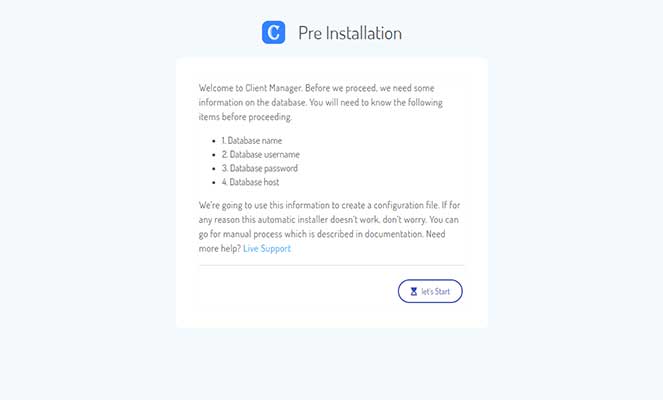 C Pre Installation
Welcome to Client Manager. Before we proceed, we need some
information on the database. You will need to know the following
items before proceeding.
• 1. Database name
• 2. Database username
• 3. Database password
• 4. Database host
We're going to use this information to create a configuration file. If for
any reason this automatic installer doesn't work, don't worry. You can
go for manual process which is described in documentation. Need
more help? Live Support
let's Start